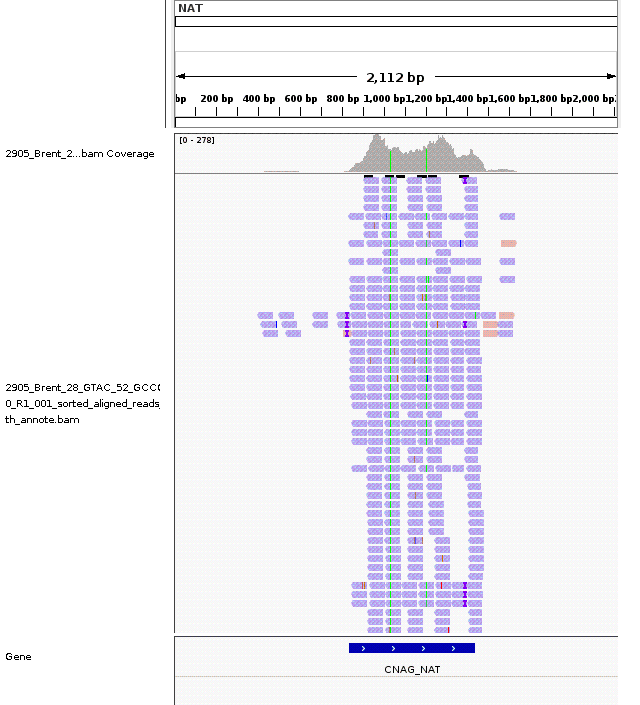 NAT
2,112 bp
bp 200 bp 400 bp 600 bp 800 bp 1,000 bp 1,200 bp 1,400 bp 1,600 bp 1,800 bp 2,000 bp
[0 - 278]
2905_Brent_2...bam Coverage
2905_Brent_28_GTAC_52_GCC
0_R1_001_sorted_aligned_reads_
th_annote.bam
Gene
CNAG_NAT